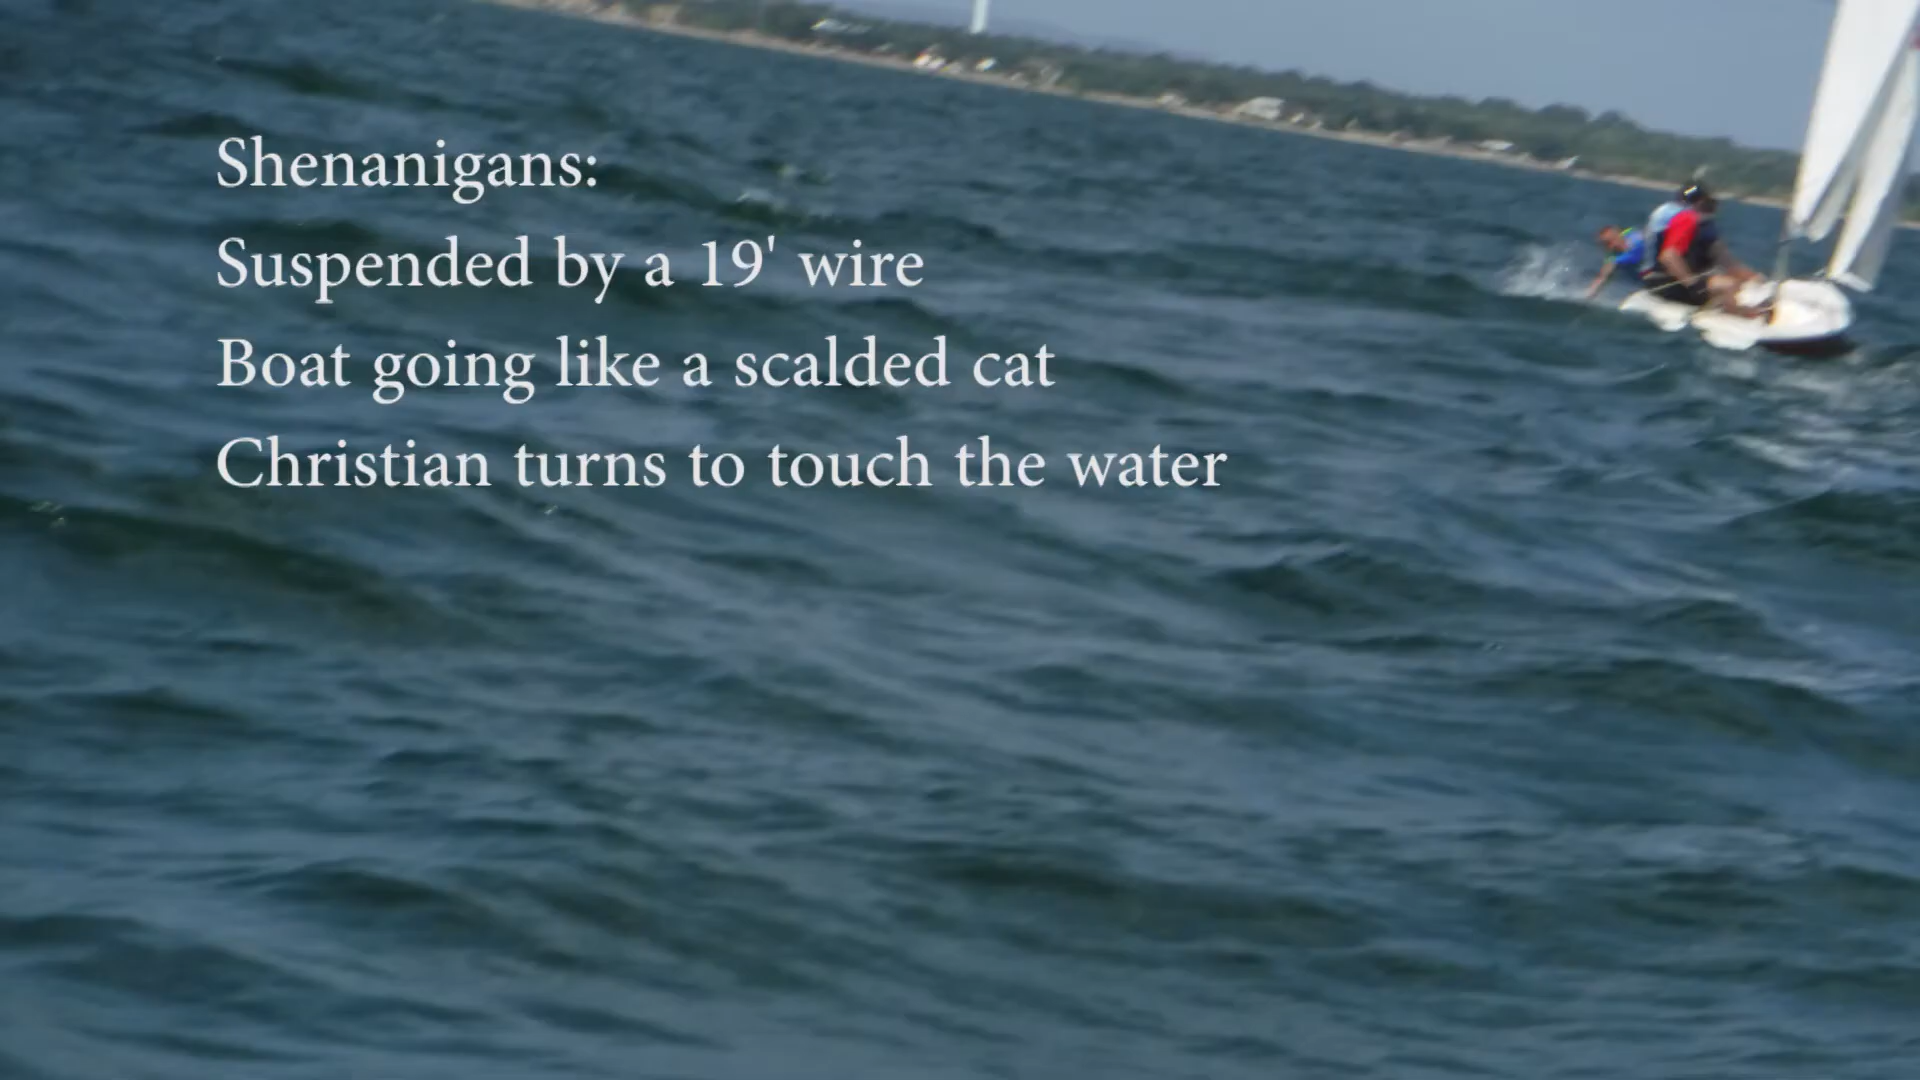 Shenanigans:
Suspended by a 19' wire
Boat going like a scalded cat
Christian turns to touch the water